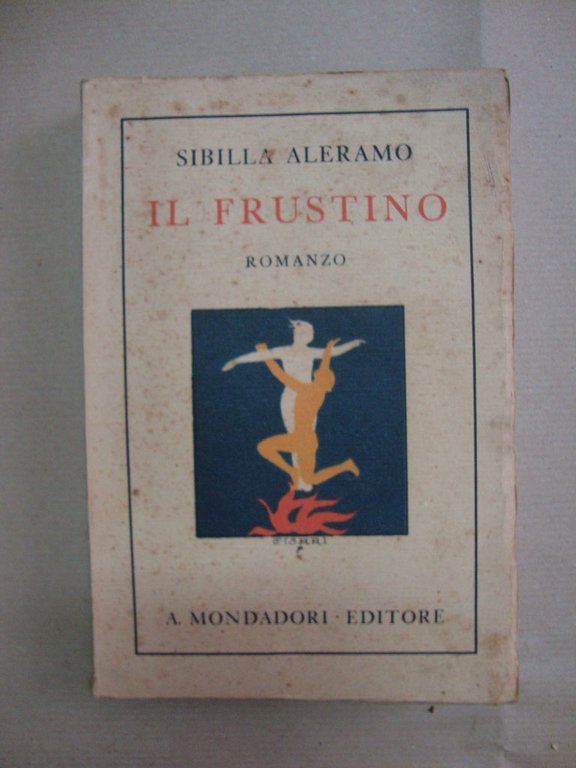 SIBILLA ALERAMO
IL FRUSTINO
ROMANZO
A. MONDADORI · EDITORE